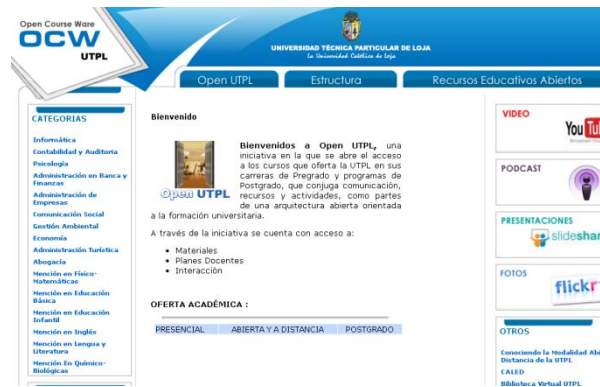 Open Course Ware
OCW
UTPL
UNIVERSIDAD TÉCNICA PARTICULAR DE LOJA
La Universidad Católica de Loja
Open UTPL
Estructura
Recursos Educativos Abiertos
CATEGORIAS
Informática
Contabilidad y Auditoria
Psicología
Administración en Banca y
Finanzas
Administración de
Empresas
Comunicación Social
Gestión Ambiental
Economía
Administración Turística
Abogacía
Mención en Físico-
Matemáticas
Mención en Educación
Básica
Mención en Educación
Infantil
Mención en Inglés
Mención en Lengua y
Literatura
Mención En Químico-
Biológicas
Bienvenido
Open UTPL
Bienvenidos a Open UTPL, una
iniciativa en la que se abre el acceso
a los cursos que oferta la UTPL en sus
carreras de Pregrado y programas de
Postgrado, que conjuga comunicación,
recursos y actividades, como partes
de una arquitectura abierta orientada
a la formación universitaria.
A través de la iniciativa se cuenta con acceso a:
Materiales
Planes Docentes
Interacción
OFERTA ACADÉMICA :
PRESENCIAL ABIERTA Y A DISTANCIA POSTGRADO
VIDEO
You Tu
PODCAST
PRESENTACIONES
slideshar
FOTOS
flickr
OTROS
Conociendo la Modalidad Abi
Distancia de la UTPL
CALED
Biblioteca Virtual UTPL